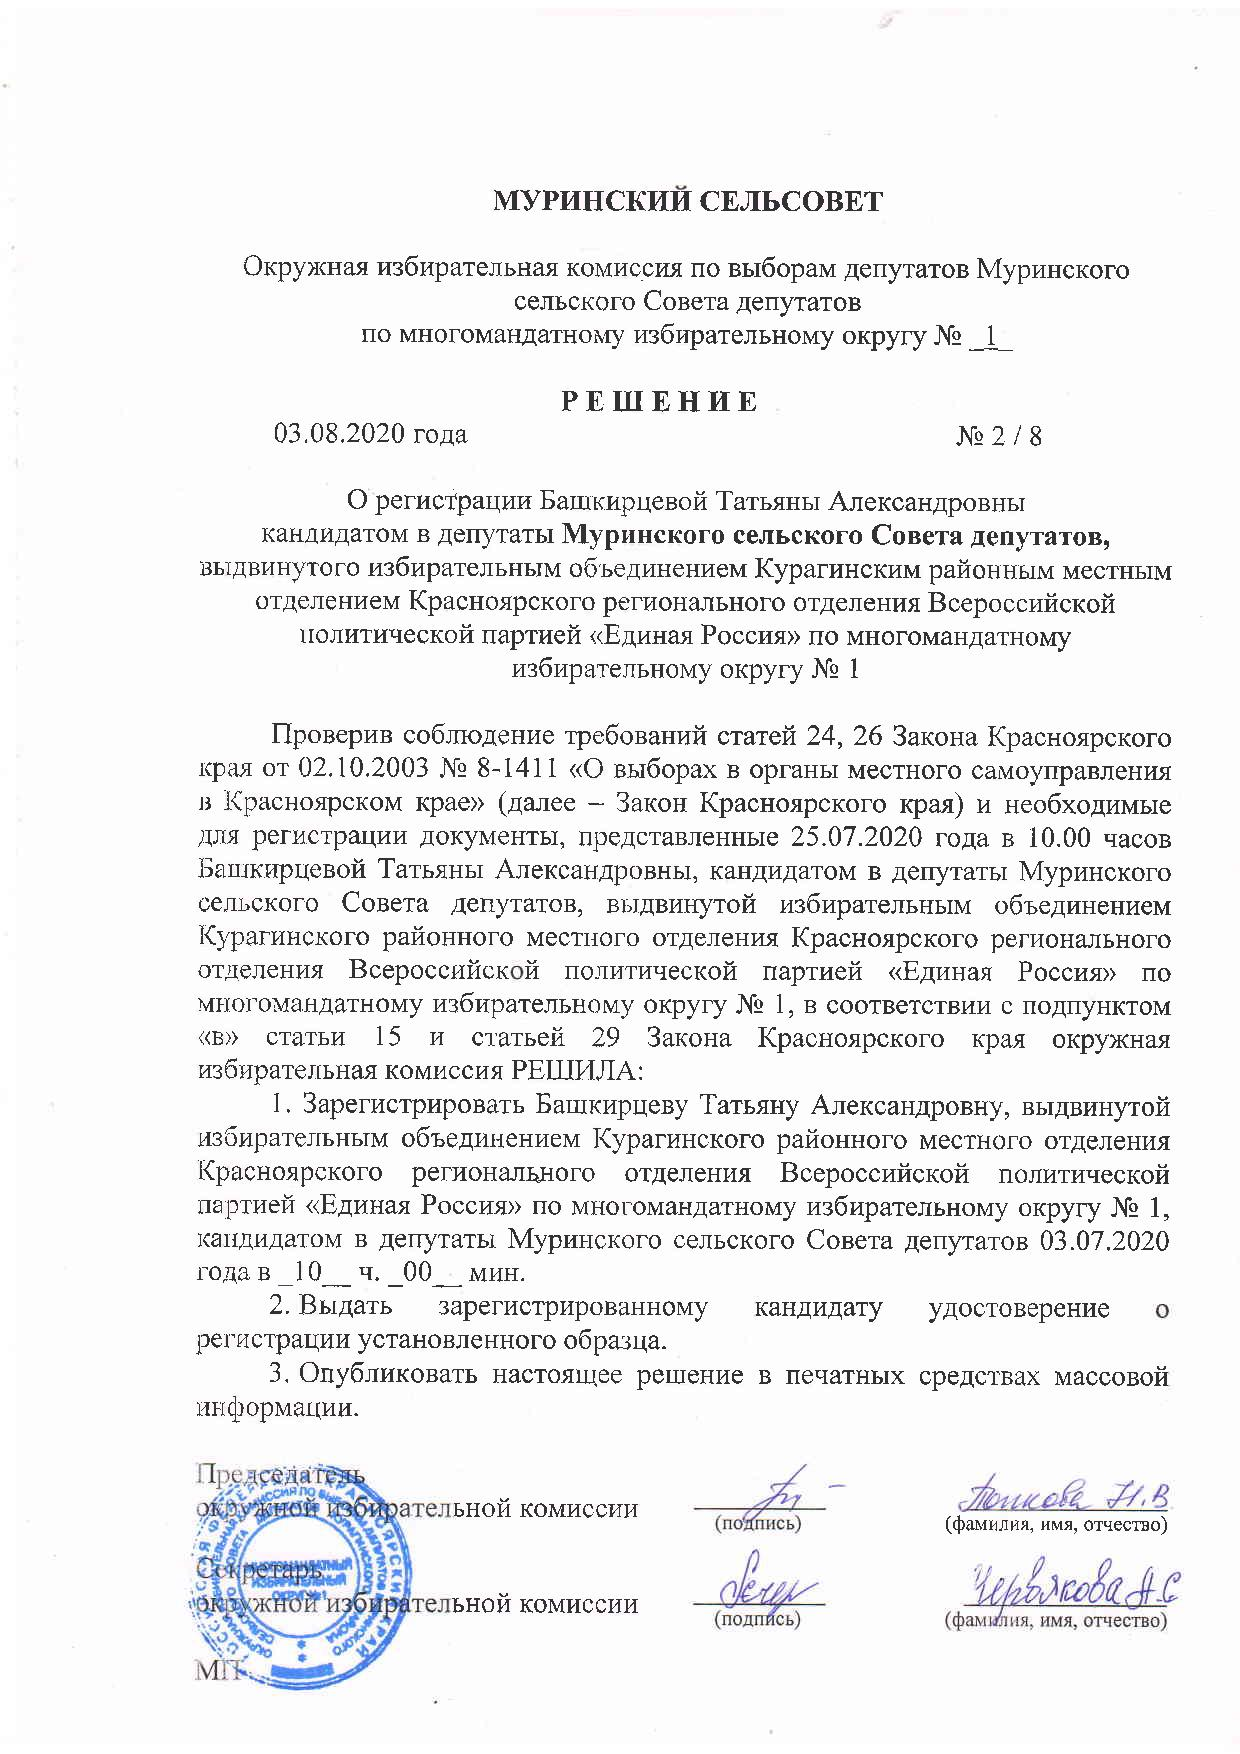 МУРИНСКИЙ СЕЛЬСОВЕТ
Окружная избирательная комиссия по выборам депутатов Муринского
сельского Совета депутатов
по многомандатному избирательному округу № _1_
Р Е Ш Е Н И Е
03.08.2020 года № 2 / 8
О регистрации Башкирцевой Татьяны Александровны
кандидатом в депутаты Муринского сельского Совета депутатов,
выдвинутого избирательным объединением Курагинским районным местным
отделением Красноярского регионального отделения Всероссийской
политической партией «Единая Россия» по многомандатному
избирательному округу № 1
Проверив соблюдение требований статей 24, 26 Закона Красноярского
края от 02.10.2003 № 8-1411 «О выборах в органы местного самоуправления
в Красноярском крае» (далее – Закон Красноярского края) и необходимые
для регистрации документы, представленные 25.07.2020 года в 10.00 часов
Башкирцевой Татьяны Александровны, кандидатом в депутаты Муринского
сельского Совета депутатов, выдвинутой избирательным объединением
Курагинского районного местного отделения Красноярского регионального
отделения Всероссийской политической партией «Единая Россия» по
многомандатному избирательному округу № 1, в соответствии с подпунктом
«в» статьи 15 и статьей 29 Закона Красноярского края окружная
избирательная комиссия РЕШИЛА:
1. Зарегистрировать Башкирцеву Татьяну Александровну, выдвинутой
избирательным объединением Курагинского районного местного отделения
Красноярского регионального отделения Всероссийской политической
партией «Единая Россия» по многомандатному избирательному округу № 1,
кандидатом в депутаты Муринского сельского Совета депутатов 03.07.2020
года в _10__ ч. _00__ мин.
2. Выдать зарегистрированному кандидату удостоверение о
регистрации установленного образца.
3. Опубликовать настоящее решение в печатных средствах массовой
информации.
Председатель
окружной избирательной комиссии
(подпись) (фамилия, имя, отчество)
Секретарь
окружной избирательной комиссии Червякова А.С
(подпись) (фамилия, имя, отчество)
МП
МНОГОМАНДАТНЫЙ
ИЗБИРАТЕЛЬНЫЙ
ОКРУГ №1